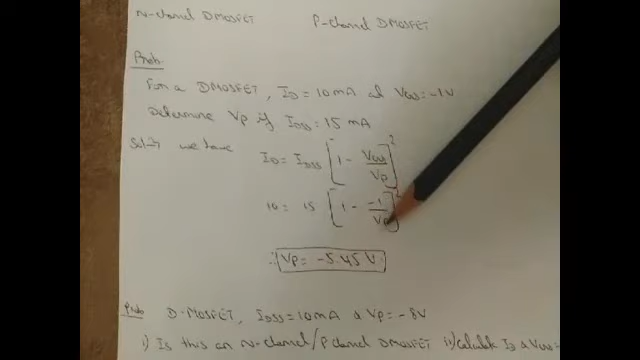 N-channel DMOSFET P-channel DMOSFET
Prob.
For a DMOSFET, ID = 10 mA at VGS = -1V
Determine Vp if IDSS = 15 mA
Soln:- we have ID = IDSS [1 - VGS/Vp]²
10 = 15 [1 - -1/Vp]²
∴ Vp = -5.45 V
Prob D-MOSFET, IDSS = 10mA & Vp = -8V
i) Is this an N-channel/P channel DMOSFET ii) calculate ID @ VGS =